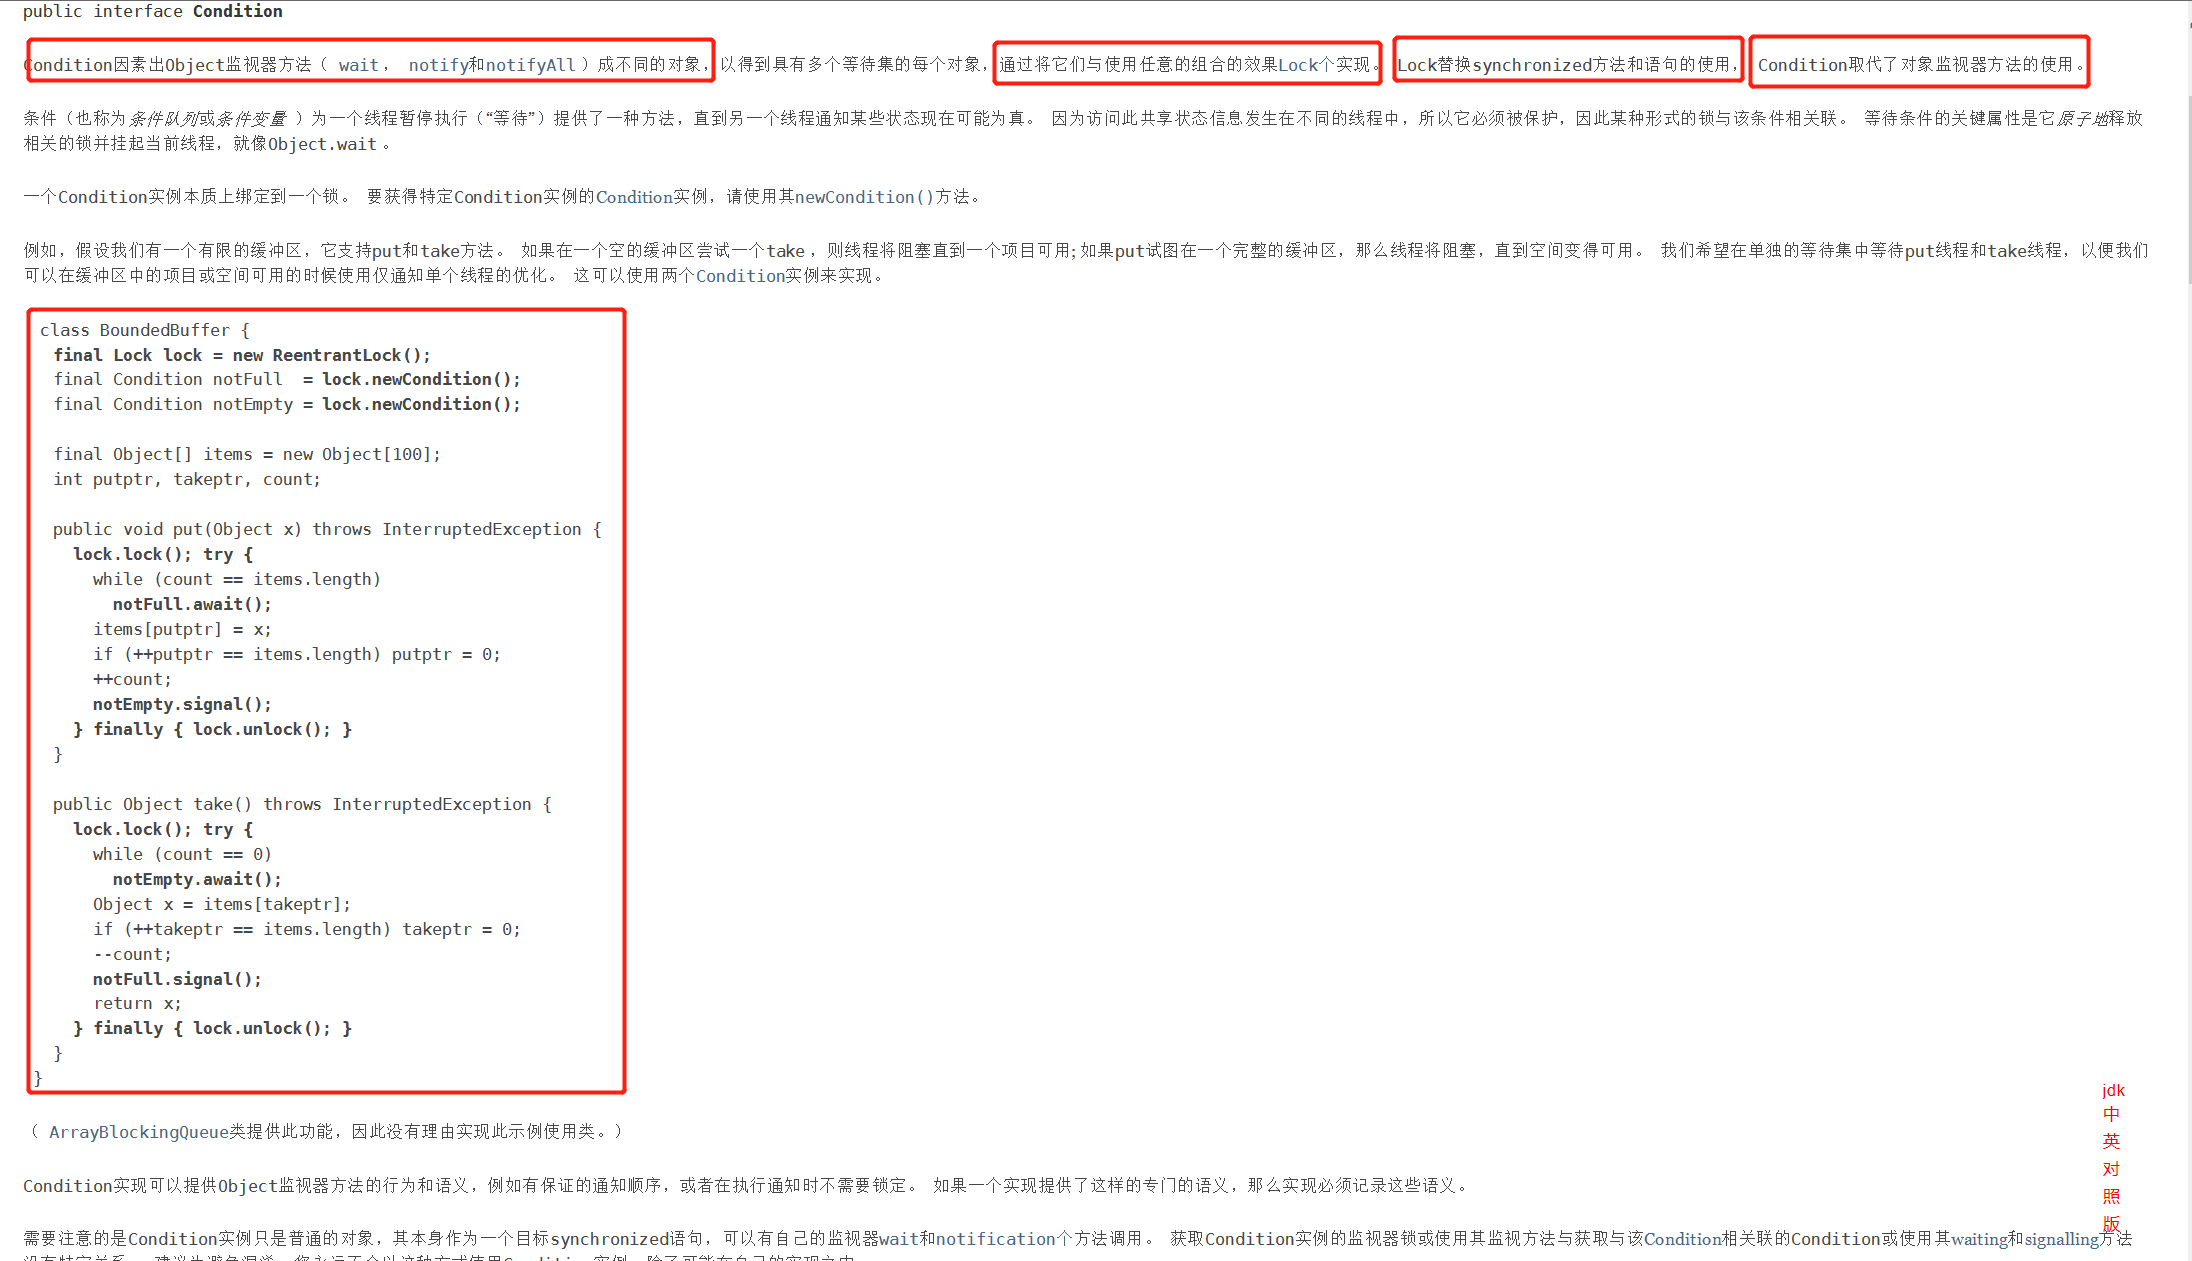 public interface Condition
Condition因素出Object监视器方法（ wait， notify和notifyAll ）成不同的对象，以得到具有多个等待集的每个对象，通过将它们与使用任意的组合的效果Lock个实现。 Lock替换synchronized方法和语句的使用， Condition取代了对象监视器方法的使用。
条件（也称为条件队列或条件变量 ）为一个线程暂停执行（“等待”）提供了一种方法，直到另一个线程通知某些状态现在可能为真。 因为访问此共享状态信息发生在不同的线程中，所以它必须被保护，因此某种形式的锁与该条件相关联。 等待条件的关键属性是它原子地释放
相关的锁并挂起当前线程，就像Object.wait 。
一个Condition实例本质上绑定到一个锁。 要获得特定Condition实例的Condition实例，请使用其newCondition()方法。
例如，假设我们有一个有限的缓冲区，它支持put和take方法。 如果在一个空的缓冲区尝试一个take ，则线程将阻塞直到一个项目可用; 如果put试图在一个完整的缓冲区，那么线程将阻塞，直到空间变得可用。 我们希望在单独的等待集中等待put线程和take线程，以便我们
可以在缓冲区中的项目或空间可用的时候使用仅通知单个线程的优化。 这可以使用两个Condition实例来实现。
class BoundedBuffer {
final Lock lock = new ReentrantLock();
final Condition notFull  = lock.newCondition();
final Condition notEmpty = lock.newCondition();
final Object[] items = new Object[100];
int putptr, takeptr, count;
public void put(Object x) throws InterruptedException {
lock.lock(); try {
while (count == items.length)
notFull.await();
items[putptr] = x;
if (++putptr == items.length) putptr = 0;
++count;
notEmpty.signal();
} finally { lock.unlock(); }
}
public Object take() throws InterruptedException {
lock.lock(); try {
while (count == 0)
notEmpty.await();
Object x = items[takeptr];
if (++takeptr == items.length) takeptr = 0;
--count;
notFull.signal();
return x;
} finally { lock.unlock(); }
}
}
（ ArrayBlockingQueue类提供此功能，因此没有理由实现此示例使用类。）
Condition实现可以提供Object监视器方法的行为和语义，例如有保证的通知顺序，或者在执行通知时不需要锁定。 如果一个实现提供了这样的专门的语义，那么实现必须记录这些语义。
需要注意的是Condition实例只是普通的对象，其本身作为一个目标synchronized语句，可以有自己的监视器wait和notification个方法调用。 获取Condition实例的监视器锁或使用其监视方法与获取与该Condition相关联的Condition或使用其waiting和signalling方法
jdk
中
英
对
照
版